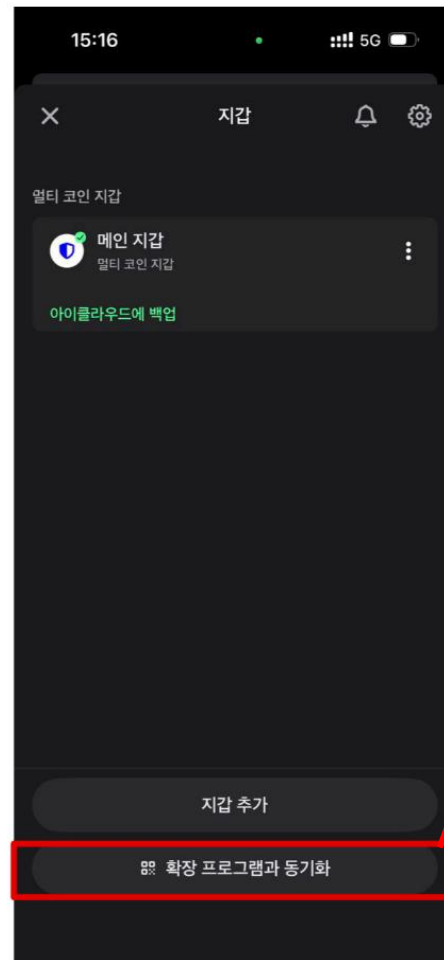 15:16
5G
지갑
멀티 코인 지갑
메인 지갑
멀티 코인 지갑
아이클라우드에 백업
지갑 추가
확장 프로그램과 동기화